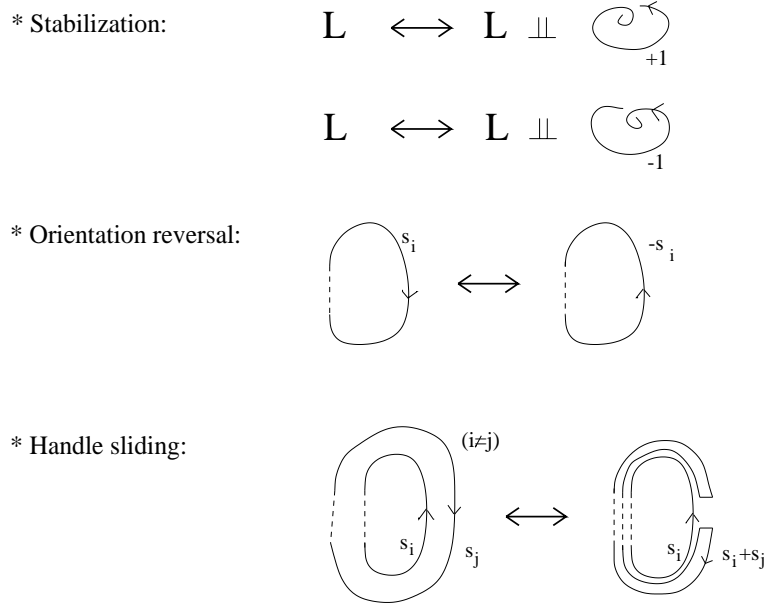 * Stabilization:
L ↔ L ⊥⊥ +1
L ↔ L ⊥⊥ -1
* Orientation reversal:
s_i ↔ -s_i
* Handle sliding:
(i≠j)
s_i s_j ↔ s_i s_i+s_j